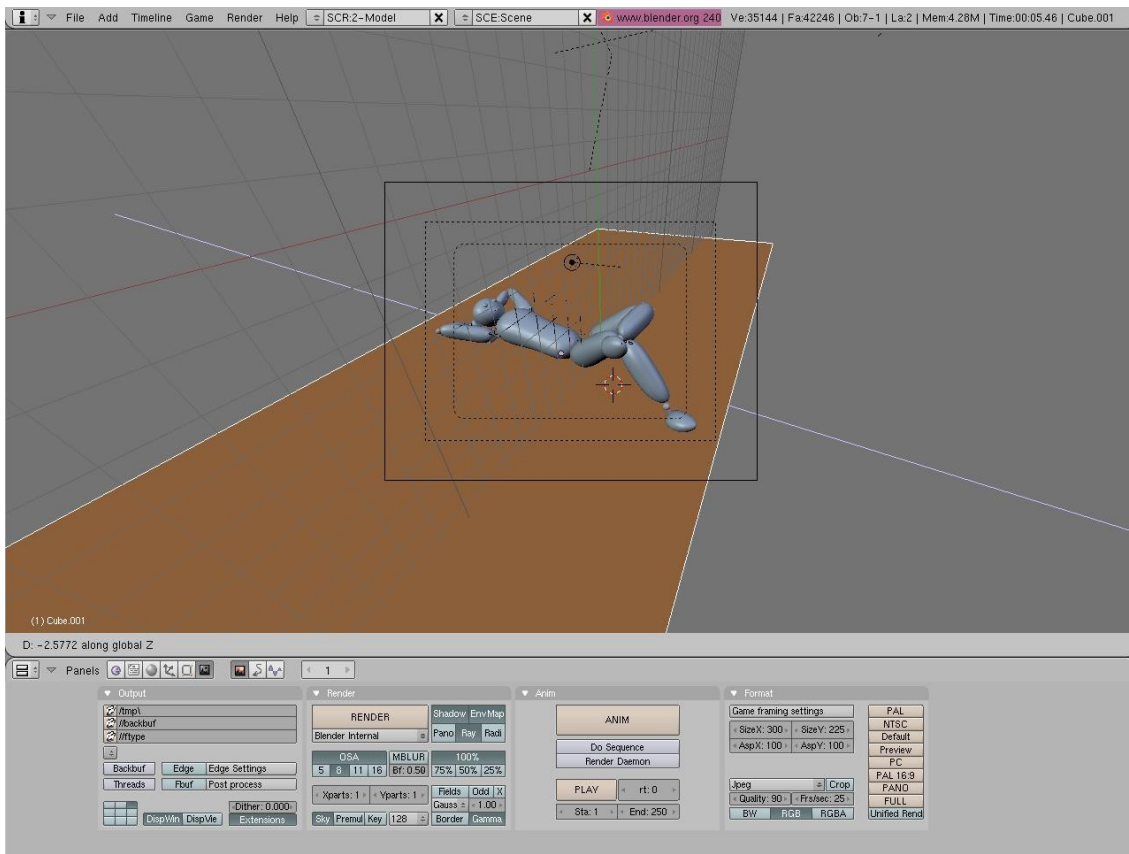 File Add Timeline Game Render Help SCR:2-Model X SCE:Scene X www.blender.org 240 Ve:35144 | Fa:42246 | Ob:7-1 | La:2 | Mem:4.28M | Time:00:05.46 | Cube.001
(1) Cube.001
D: -2.5772 along global Z
Panels 1
Output
/tmp\
//backbuf
//ftype
Backbuf Edge Edge Settings
Threads Fbuf Post process
Dither: 0.000
DispWin DispVie Extensions
Render
RENDER Shadow EnvMap
Blender Internal Pano Ray Radi
OSA MBLUR 100%
5 8 11 16 Bf: 0.50 75% 50% 25%
Xparts: 1 Yparts: 1 Fields Odd X
Gauss 1.00
Sky Premul Key 128 Border Gamma
Anim
ANIM
Do Sequence
Render Daemon
PLAY rt: 0
Sta: 1 End: 250
Format
Game framing settings PAL
SizeX: 300 SizeY: 225 NTSC
AspX: 100 AspY: 100 Default
Preview
PC
PAL 16:9
Jpeg Crop PANO
Quality: 90 Frs/sec: 25 FULL
BW RGB RGBA Unified Rend